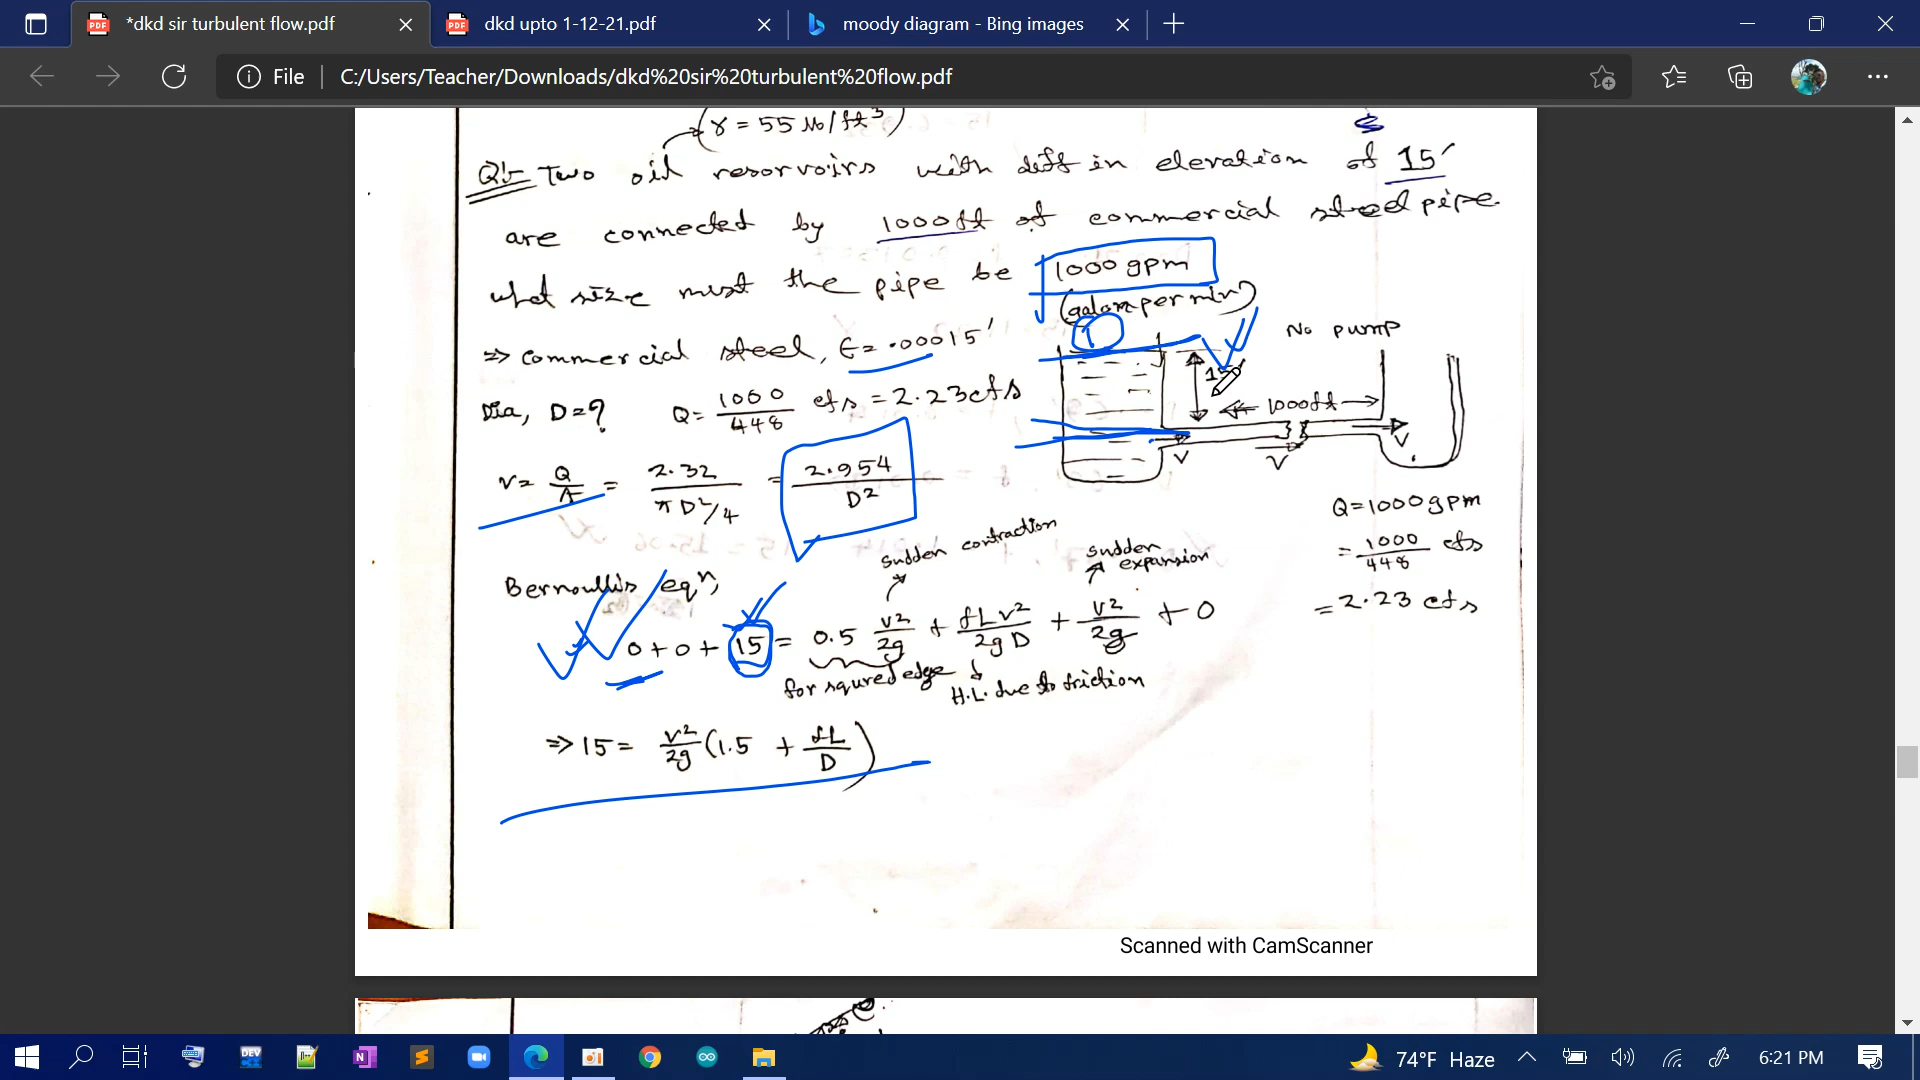 *dkd sir turbulent flow.pdf
dkd upto 1-12-21.pdf
moody diagram - Bing images
File
C:/Users/Teacher/Downloads/dkd%20sir%20turbulent%20flow.pdf
(γ = 55 lb/ft³)
Q:- Two oil resorvoirs with diff in elevation of 15'
are connected by 1000ft of commercial steel pipe.
what size must the pipe be 1000 gpm
(galon per min)
⇒ commercial steel, ϵ = .00015'
No pump
15'
1000ft
Dia, D=? Q= 1000/448 cfs = 2.23cfs
V V V
v= Q/A = 2.32/(πD²/4) = 2.954/D²
Q=1000gpm
= 1000/448 cfs
= 2.23 cfs
sudden contraction
sudden expansion
Bernoulli's eqⁿ,
0+0+15 = 0.5 v²/2g + fLv²/2gD + v²/2g + 0
for squred edge
H.L. due to friction
⇒ 15 = v²/2g (1.5 + fL/D)
Scanned with CamScanner
74°F Haze
6:21 PM